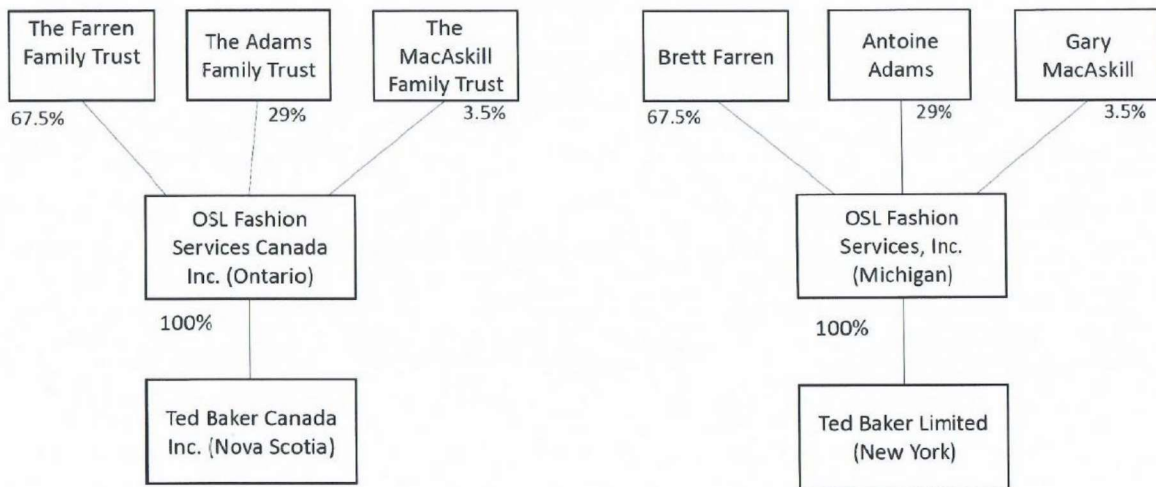 The Farren
Family Trust
The Adams
Family Trust
The
MacAskill
Family Trust
67.5%
29%
3.5%
OSL Fashion
Services Canada
Inc. (Ontario)
100%
Ted Baker Canada
Inc. (Nova Scotia)
Brett Farren
Antoine
Adams
Gary
MacAskill
67.5%
29%
3.5%
OSL Fashion
Services, Inc.
(Michigan)
100%
Ted Baker Limited
(New York)